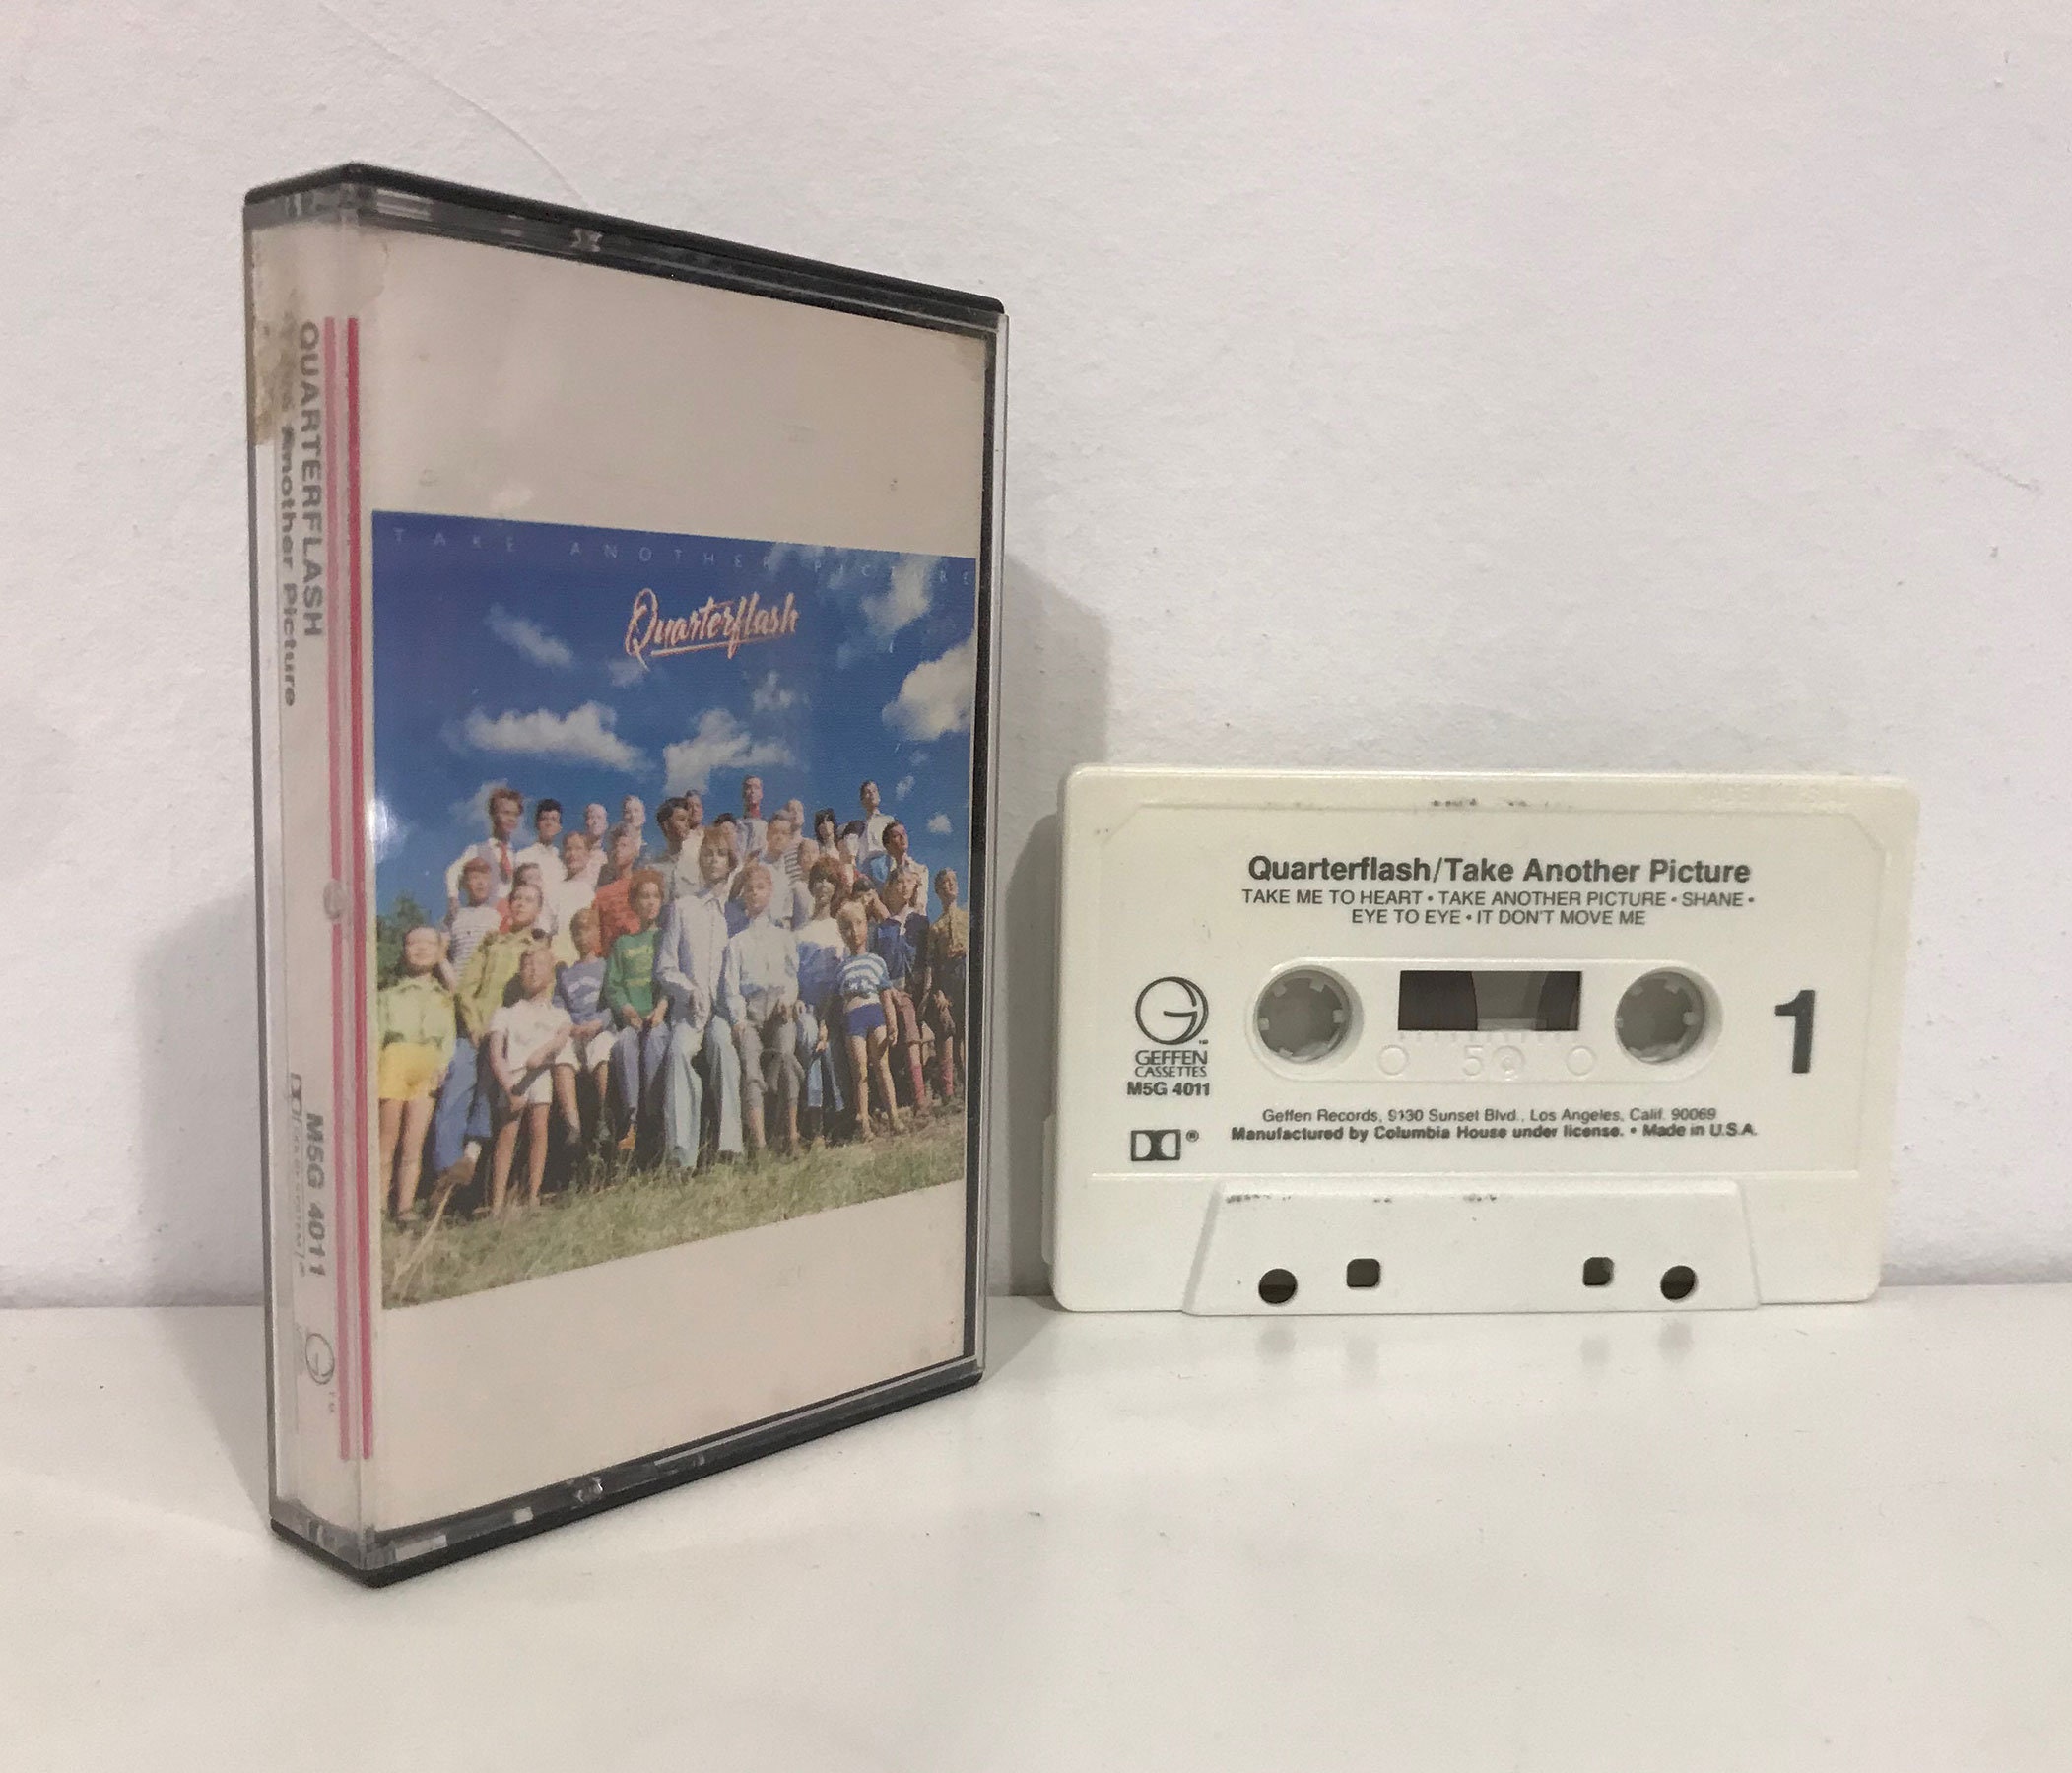 QUARTERFLASH
Another Picture
M5G 4011
TAKE ANOTHER PICTURE
Quarterflash
Quarterflash/Take Another Picture
TAKE ME TO HEART • TAKE ANOTHER PICTURE • SHANE •
EYE TO EYE • IT DON'T MOVE ME
GEFFEN
CASSETTES
M5G 4011
1
50
Geffen Records, 9130 Sunset Blvd., Los Angeles, Calif. 90069
Manufactured by Columbia House under license. • Made in U.S.A.